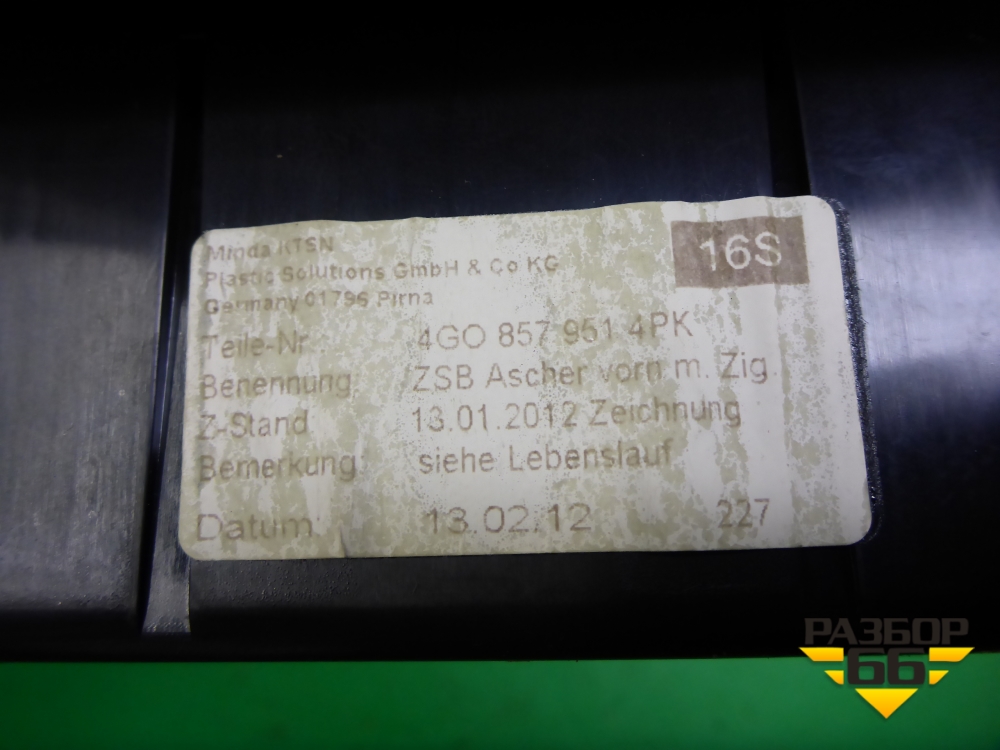 Minda KTSN
Plastic Solutions GmbH & Co KG
Germany 01796 Pirna
16S
Teile-Nr. 4GO 857 951 4PK
Benennung ZSB Ascher vorn m. Zig.
Z-Stand 13.01.2012 Zeichnung
Bemerkung: siehe Lebenslauf
Datum: 13.02.12 227
РАЗБОР
66